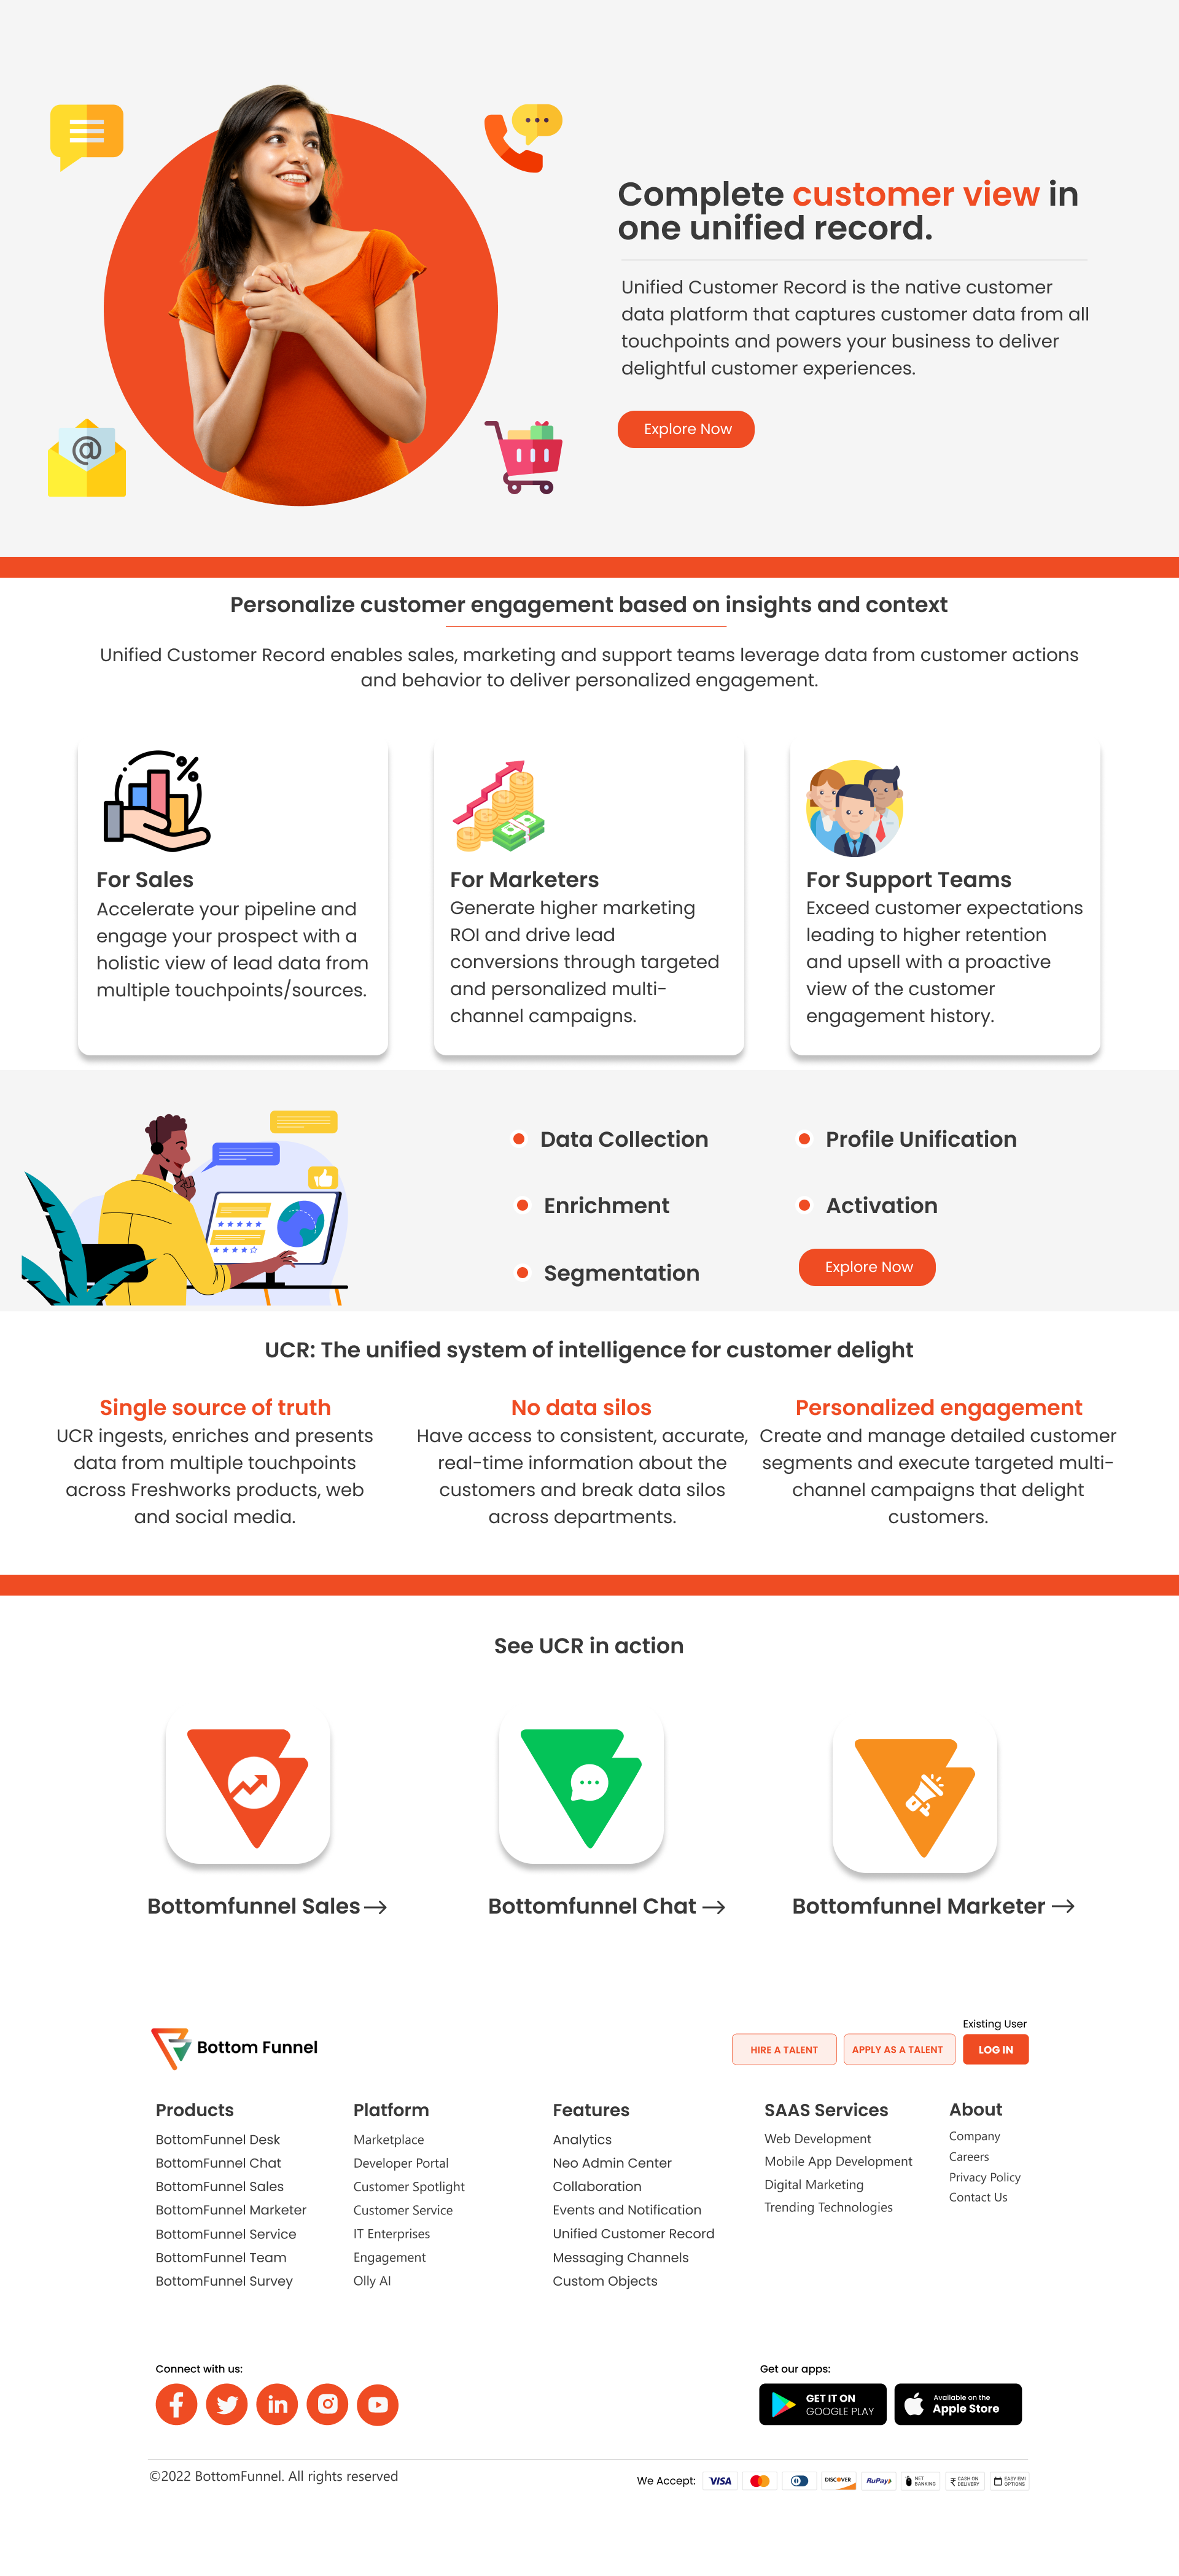 Complete customer view in
one unified record.
Unified Customer Record is the native customer
data platform that captures customer data from all
touchpoints and powers your business to deliver
delightful customer experiences.
Explore Now
Personalize customer engagement based on insights and context
Unified Customer Record enables sales, marketing and support teams leverage data from customer actions
and behavior to deliver personalized engagement.
For Sales
Accelerate your pipeline and
engage your prospect with a
holistic view of lead data from
multiple touchpoints/sources.
For Marketers
Generate higher marketing
ROI and drive lead
conversions through targeted
and personalized multi-
channel campaigns.
For Support Teams
Exceed customer expectations
leading to higher retention
and upsell with a proactive
view of the customer
engagement history.
Data Collection
Profile Unification
Enrichment
Activation
Segmentation
Explore Now
UCR: The unified system of intelligence for customer delight
Single source of truth
UCR ingests, enriches and presents
data from multiple touchpoints
across Freshworks products, web
and social media.
No data silos
Have access to consistent, accurate,
real-time information about the
customers and break data silos
across departments.
Personalized engagement
Create and manage detailed customer
segments and execute targeted multi-
channel campaigns that delight
customers.
See UCR in action
Bottomfunnel Sales
Bottomfunnel Chat
Bottomfunnel Marketer
Bottom Funnel
Existing User
HIRE A TALENT
APPLY AS A TALENT
LOG IN
Products
BottomFunnel Desk
BottomFunnel Chat
BottomFunnel Sales
BottomFunnel Marketer
BottomFunnel Service
BottomFunnel Team
BottomFunnel Survey
Platform
Marketplace
Developer Portal
Customer Spotlight
Customer Service
IT Enterprises
Engagement
Olly AI
Features
Analytics
Neo Admin Center
Collaboration
Events and Notification
Unified Customer Record
Messaging Channels
Custom Objects
SAAS Services
Web Development
Mobile App Development
Digital Marketing
Trending Technologies
About
Company
Careers
Privacy Policy
Contact Us
Connect with us:
Get our apps:
GET IT ON
GOOGLE PLAY
Available on the
Apple Store
©2022 BottomFunnel. All rights reserved
We Accept:
VISA
DISCOVER
RuPay
NET
BANKING
CASH ON
DELIVERY
EASY EMI
OPTIONS